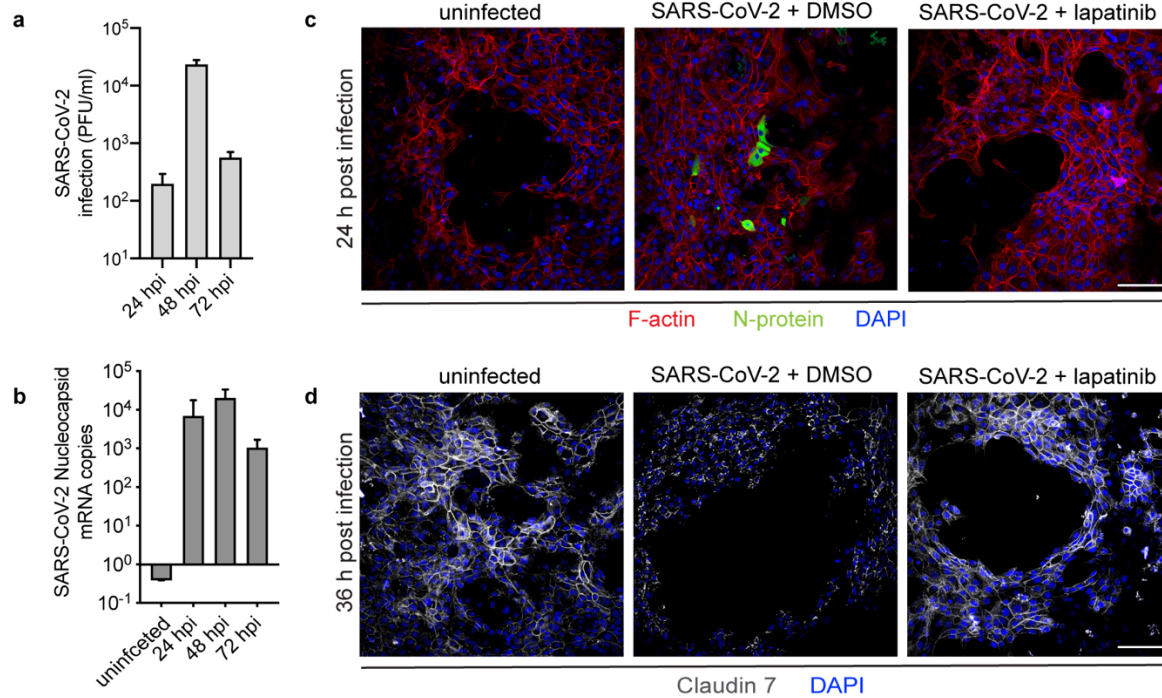 a
SARS-CoV-2
infection (PFU/ml)
10⁵
10⁴
10³
10²
10¹
24 hpi
48 hpi
72 hpi
b
SARS-CoV-2 Nucleocapsid
mRNA copies
10⁵
10⁴
10³
10²
10¹
10⁰
10⁻¹
uninfceted
24 hpi
48 hpi
72 hpi
c
uninfected
SARS-CoV-2 + DMSO
SARS-CoV-2 + lapatinib
24 h post infection
F-actin N-protein DAPI
d
uninfected
SARS-CoV-2 + DMSO
SARS-CoV-2 + lapatinib
36 h post infection
Claudin 7 DAPI